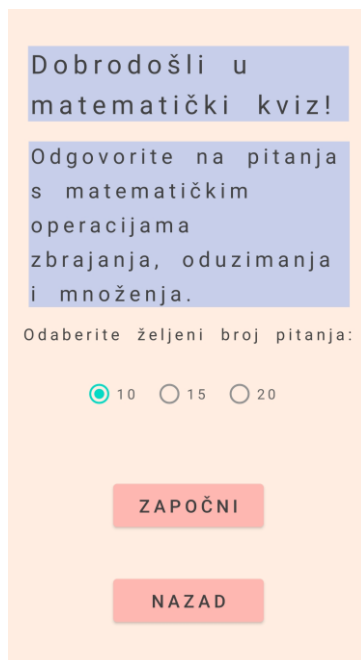 Dobrodošli u
matematički kviz!
Odgovorite na pitanja
s matematičkim
operacijama
zbrajanja, oduzimanja
i množenja.
Odaberite željeni broj pitanja:
10 15 20
ZAPOČNI
NAZAD